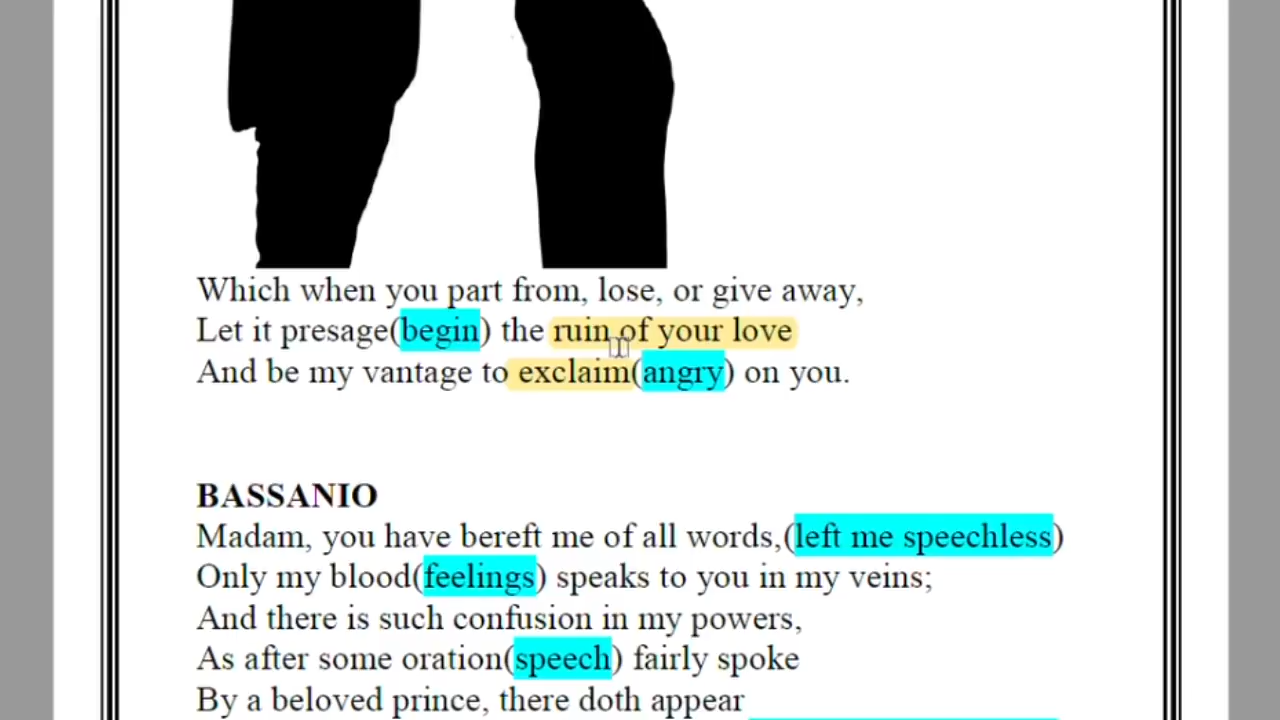 Which when you part from, lose, or give away,
Let it presage(begin) the ruin of your love
And be my vantage to exclaim(angry) on you.
BASSANIO
Madam, you have bereft me of all words,(left me speechless)
Only my blood(feelings) speaks to you in my veins;
And there is such confusion in my powers,
As after some oration(speech) fairly spoke
By a beloved prince, there doth appear